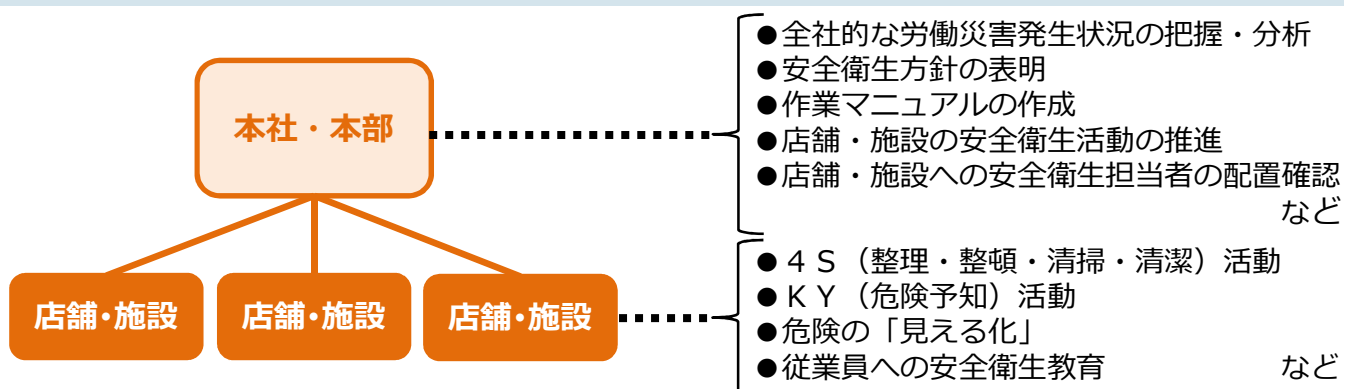 本社・本部
●全社的な労働災害発生状況の把握・分析
●安全衛生方針の表明
●作業マニュアルの作成
●店舗・施設の安全衛生活動の推進
●店舗・施設への安全衛生担当者の配置確認
など
店舗・施設
店舗・施設
店舗・施設
●４Ｓ（整理・整頓・清掃・清潔）活動
●ＫＹ（危険予知）活動
●危険の「見える化」
●従業員への安全衛生教育 など